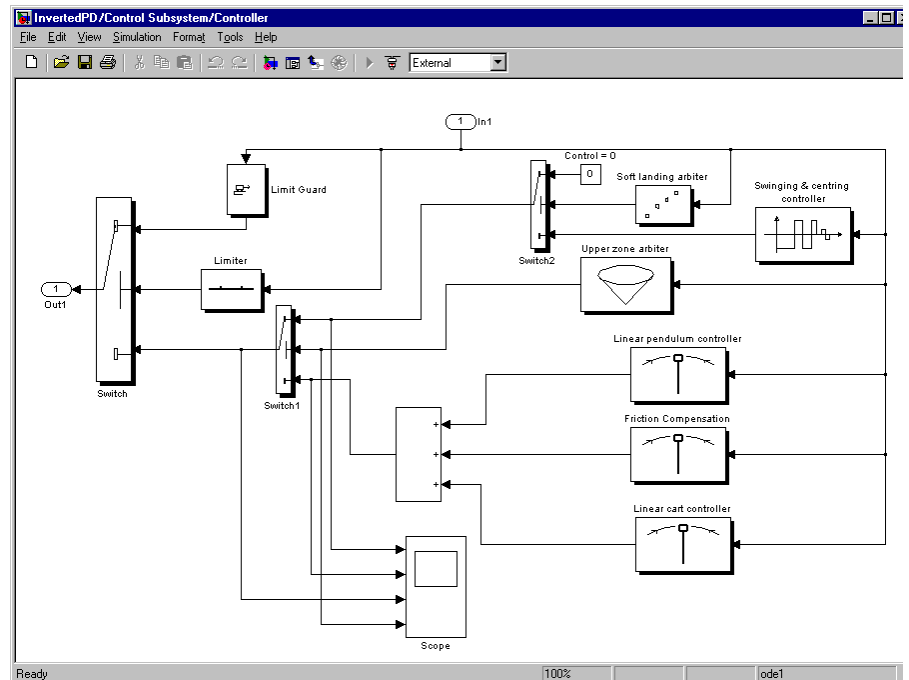 InvertedPD/Control Subsystem/Controller
File Edit View Simulation Format Tools Help
External
1 In1
Control = 0
0
Soft landing arbiter
Swinging & centring
controller
Limit Guard
Switch2
Upper zone arbiter
Limiter
1
Out1
Linear pendulum controller
Switch
Switch1
Friction Compensation
+
+
+
Linear cart controller
Scope
Ready 100% ode1